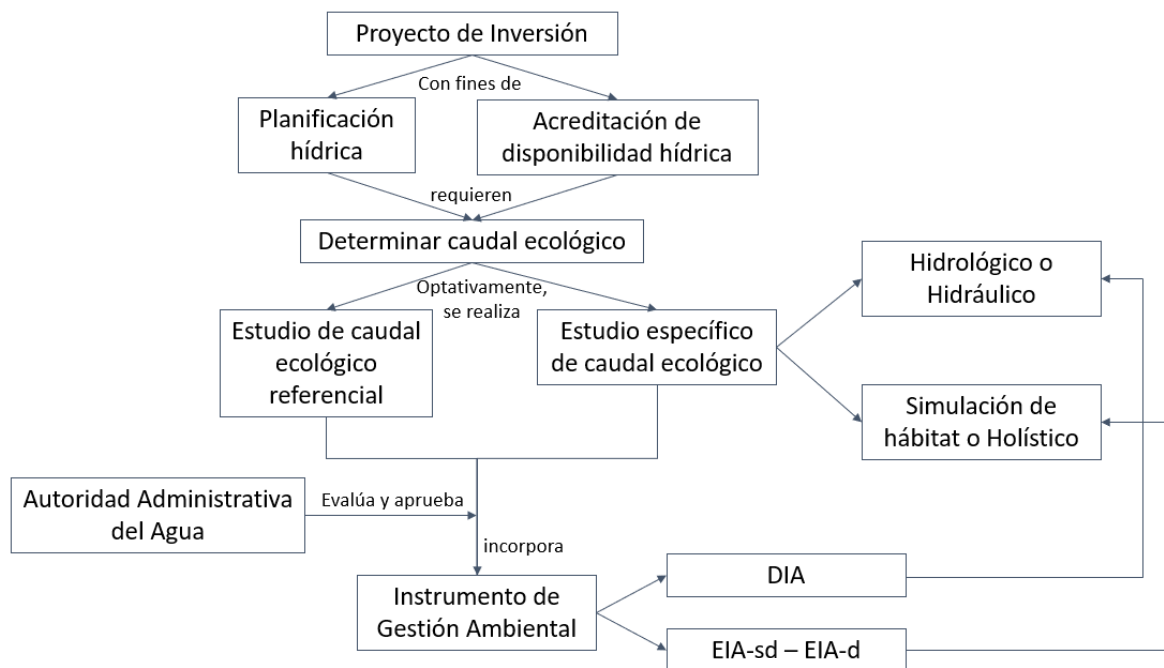 Proyecto de Inversión
Con fines de
Planificación
hídrica
Acreditación de
disponibilidad hídrica
requieren
Determinar caudal ecológico
Optativamente,
se realiza
Estudio de caudal
ecológico
referencial
Estudio específico
de caudal ecológico
Hidrológico o
Hidráulico
Simulación de
hábitat o Holístico
Autoridad Administrativa
del Agua
Evalúa y aprueba
incorpora
Instrumento de
Gestión Ambiental
DIA
EIA-sd – EIA-d